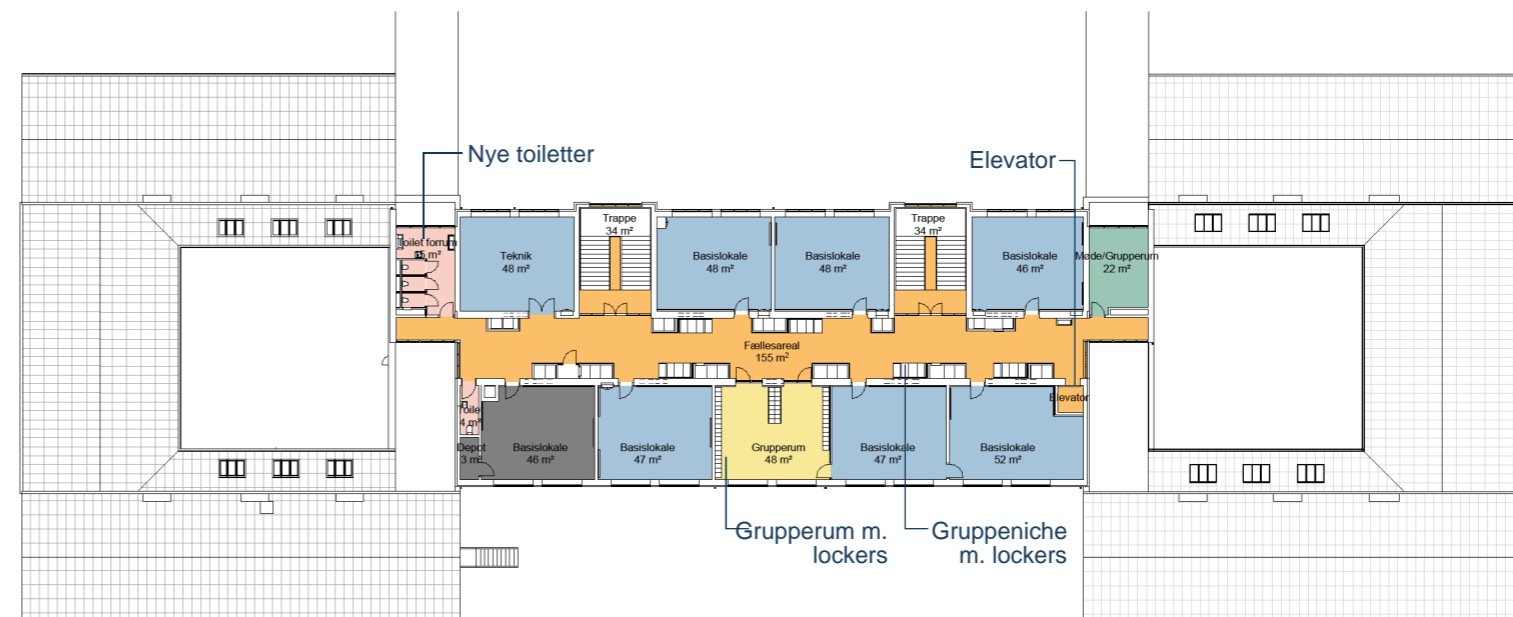 Nye toiletter
Elevator
Trappe
34 m²
Trappe
34 m²
Toilet forrum
15 m²
Teknik
48 m²
Basislokale
48 m²
Basislokale
48 m²
Basislokale
46 m²
Møde/Grupperum
22 m²
Fællesareal
155 m²
Toilet
4 m²
Elevator
Depot
3 m²
Basislokale
46 m²
Basislokale
47 m²
Grupperum
48 m²
Basislokale
47 m²
Basislokale
52 m²
Grupperum m.
lockers
Gruppeniche
m. lockers